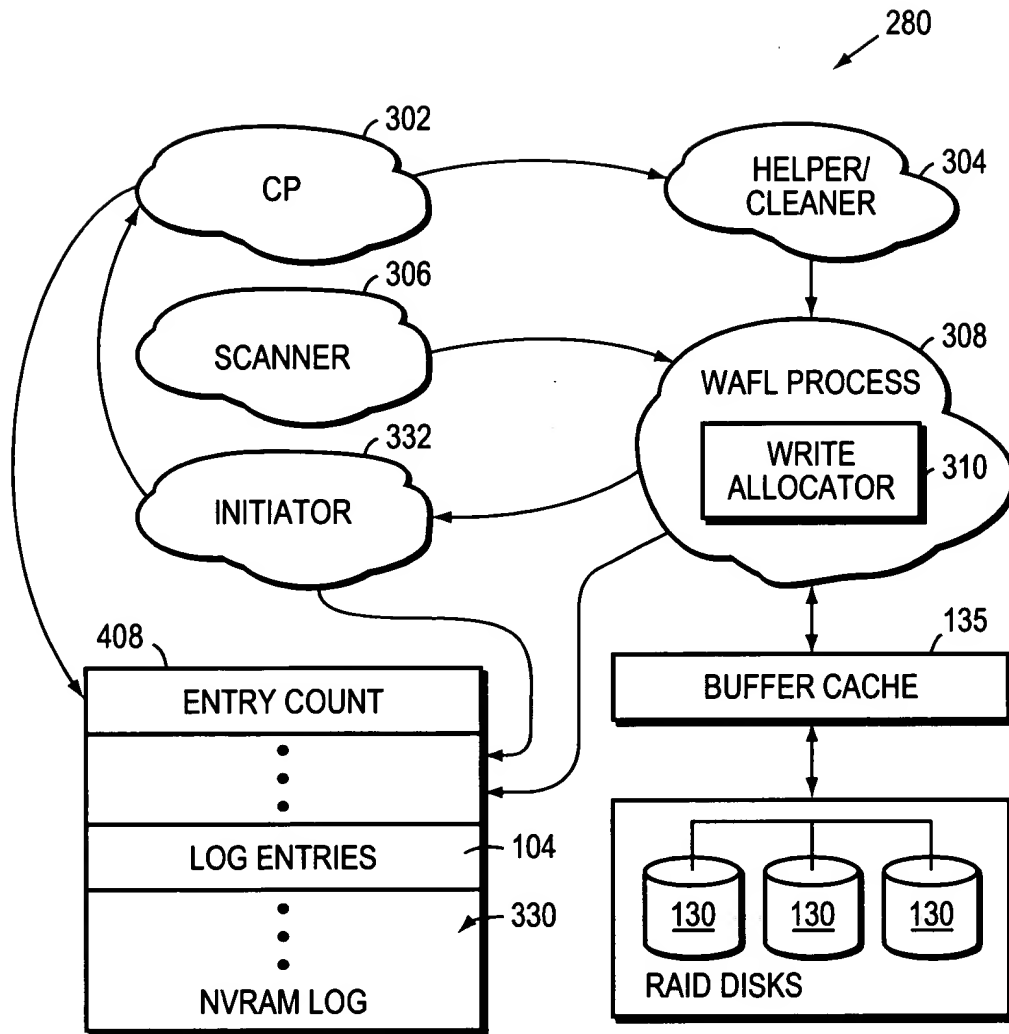 280
302
CP
HELPER/
CLEANER
304
306
SCANNER
308
WAFL PROCESS
WRITE
ALLOCATOR
310
332
INITIATOR
408
ENTRY COUNT
135
BUFFER CACHE
LOG ENTRIES
104
330
NVRAM LOG
130 130 130
RAID DISKS